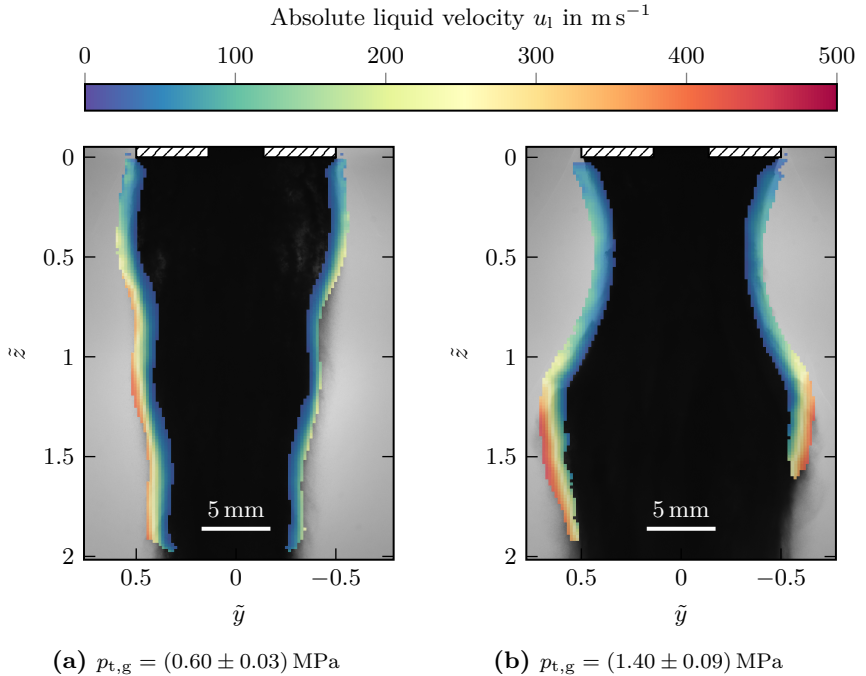 Absolute liquid velocity u_l in m s⁻¹
0 100 200 300 400 500
0
0.5
1
1.5
2
z̃
5 mm
0.5 0 −0.5
ỹ
(a) p_t,g = (0.60 ± 0.03) MPa
z̃
5 mm
0
0.5
1
1.5
2
0.5 0 −0.5
ỹ
(b) p_t,g = (1.40 ± 0.09) MPa